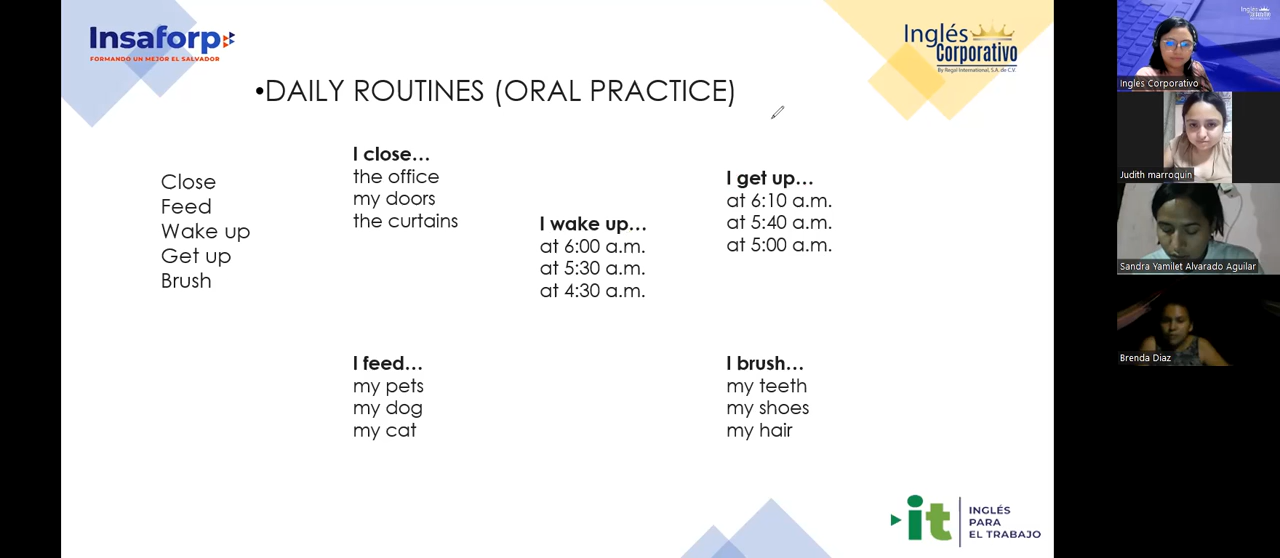 Insaforp
FORMANDO UN MEJOR EL SALVADOR
Inglés
Corporativo
By Regal International, S.A. de C.V.
•DAILY ROUTINES (ORAL PRACTICE)
Close
Feed
Wake up
Get up
Brush
I close...
the office
my doors
the curtains
I wake up...
at 6:00 a.m.
at 5:30 a.m.
at 4:30 a.m.
I get up...
at 6:10 a.m.
at 5:40 a.m.
at 5:00 a.m.
I feed...
my pets
my dog
my cat
I brush...
my teeth
my shoes
my hair
it
INGLÉS
PARA
EL TRABAJO
Ingles Corporativo
Judith marroquin
Sandra Yamilet Alvarado Aguilar
Brenda Diaz